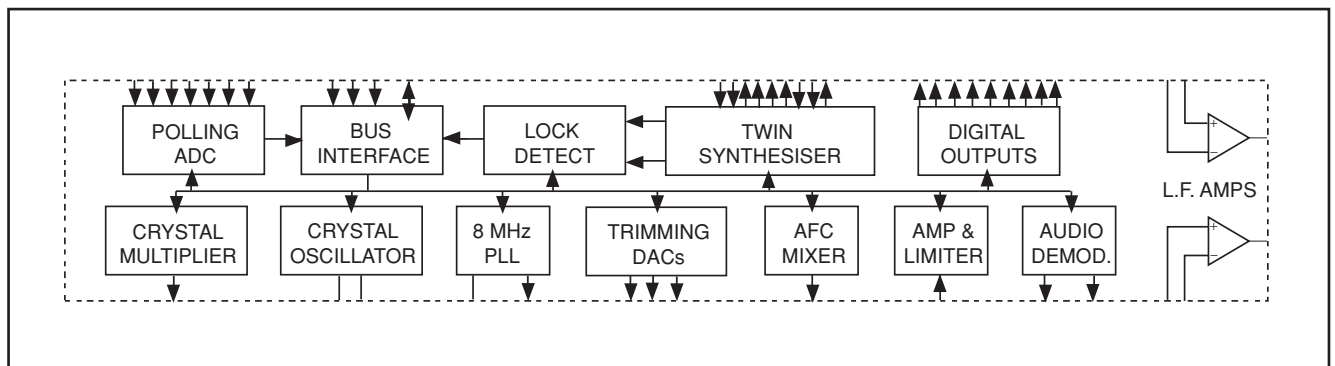 POLLING
ADC
BUS
INTERFACE
LOCK
DETECT
TWIN
SYNTHESISER
DIGITAL
OUTPUTS
+
−
L.F. AMPS
CRYSTAL
MULTIPLIER
CRYSTAL
OSCILLATOR
8 MHz
PLL
TRIMMING
DACs
AFC
MIXER
AMP &
LIMITER
AUDIO
DEMOD.
+
−